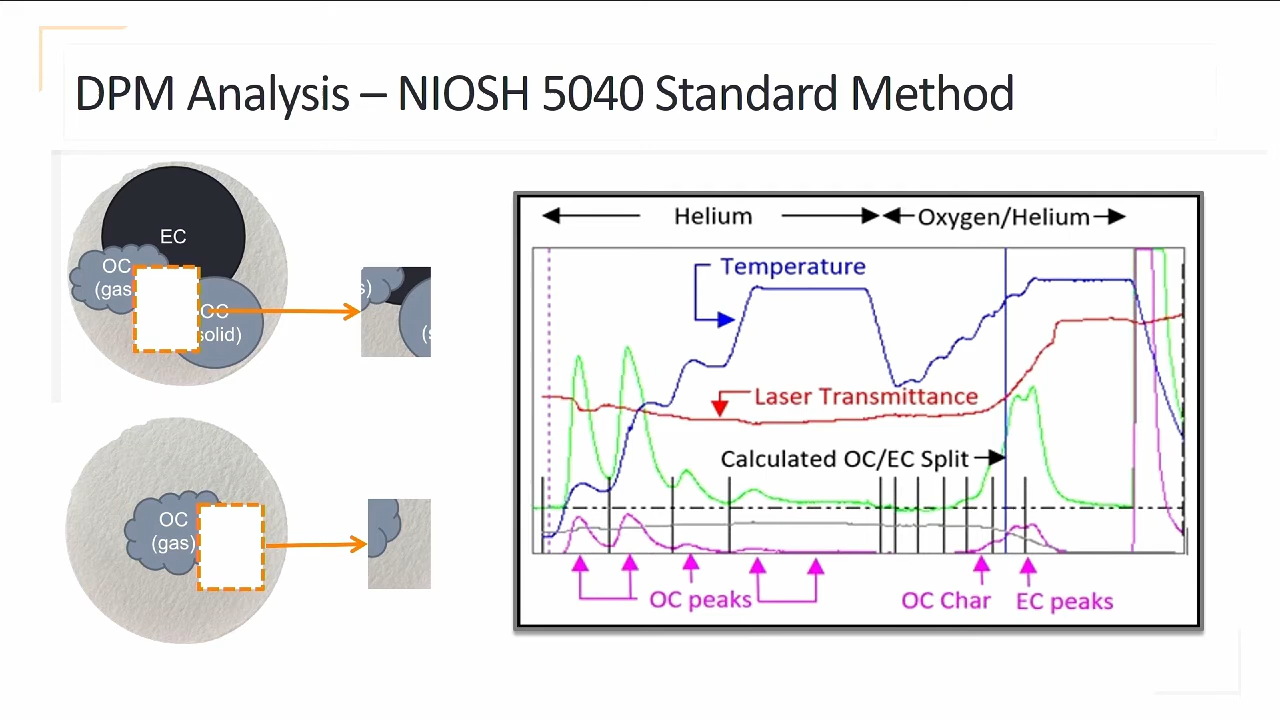 DPM Analysis – NIOSH 5040 Standard Method
EC
OC
(gas
OC
solid)
s)
(s
OC
(gas)
Helium
Oxygen/Helium
Temperature
Laser Transmittance
Calculated OC/EC Split
OC peaks
OC Char
EC peaks